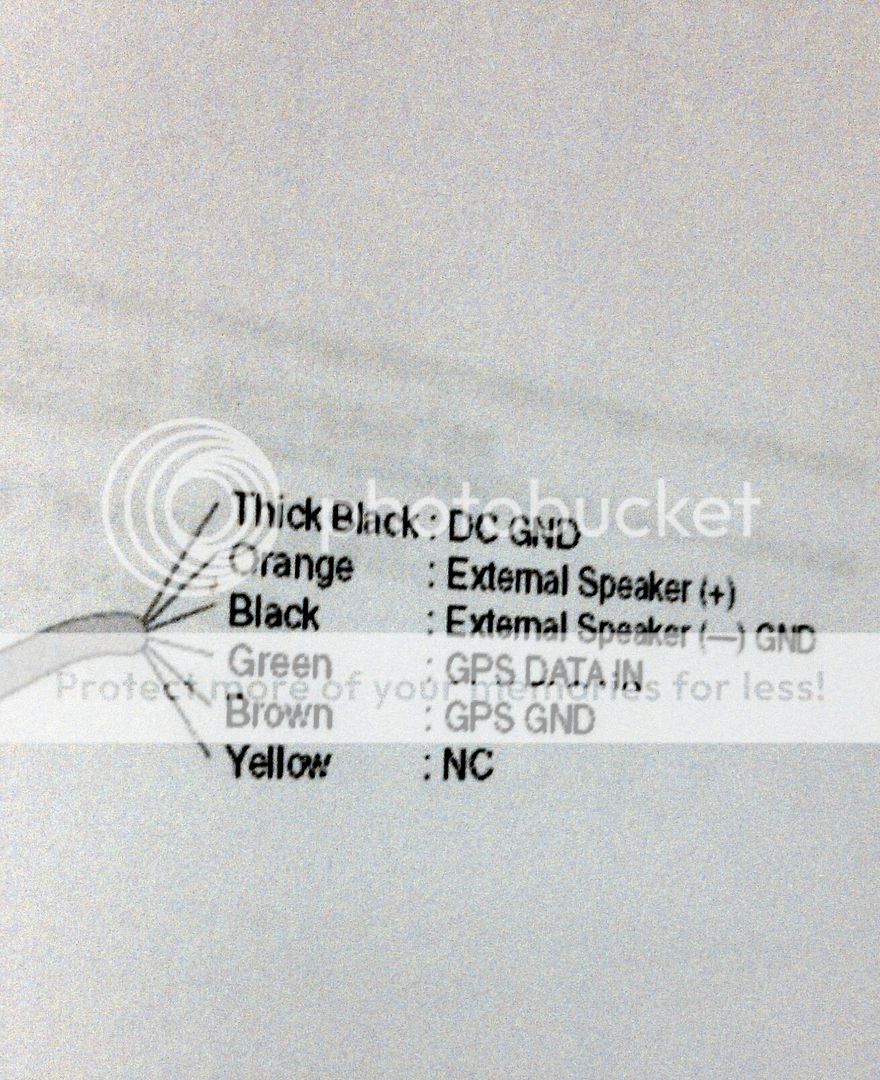 Thick Black : DC GND
Orange : External Speaker (+)
Black : External Speaker (—) GND
Green : GPS DATA IN
Brown : GPS GND
Yellow : NC
photobucket
Protect more of your memories for less!